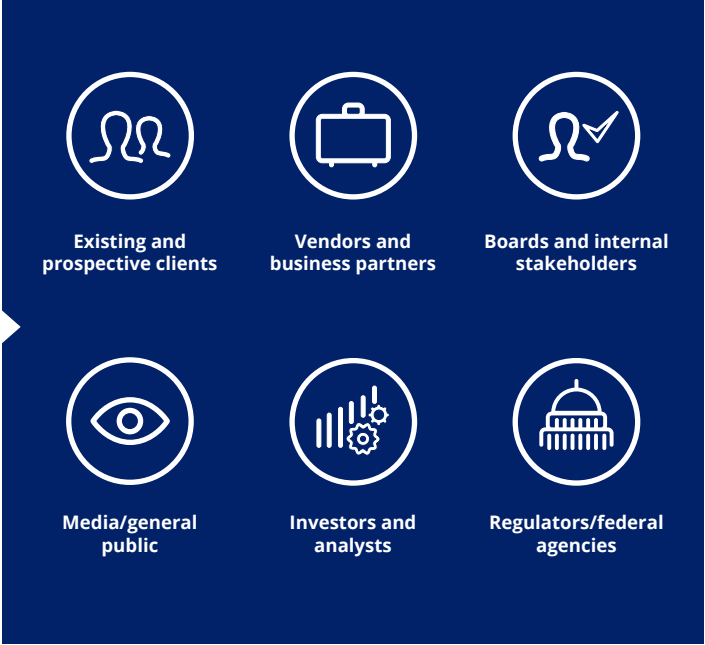 Existing and
prospective clients
Vendors and
business partners
Boards and internal
stakeholders
Media/general
public
Investors and
analysts
Regulators/federal
agencies